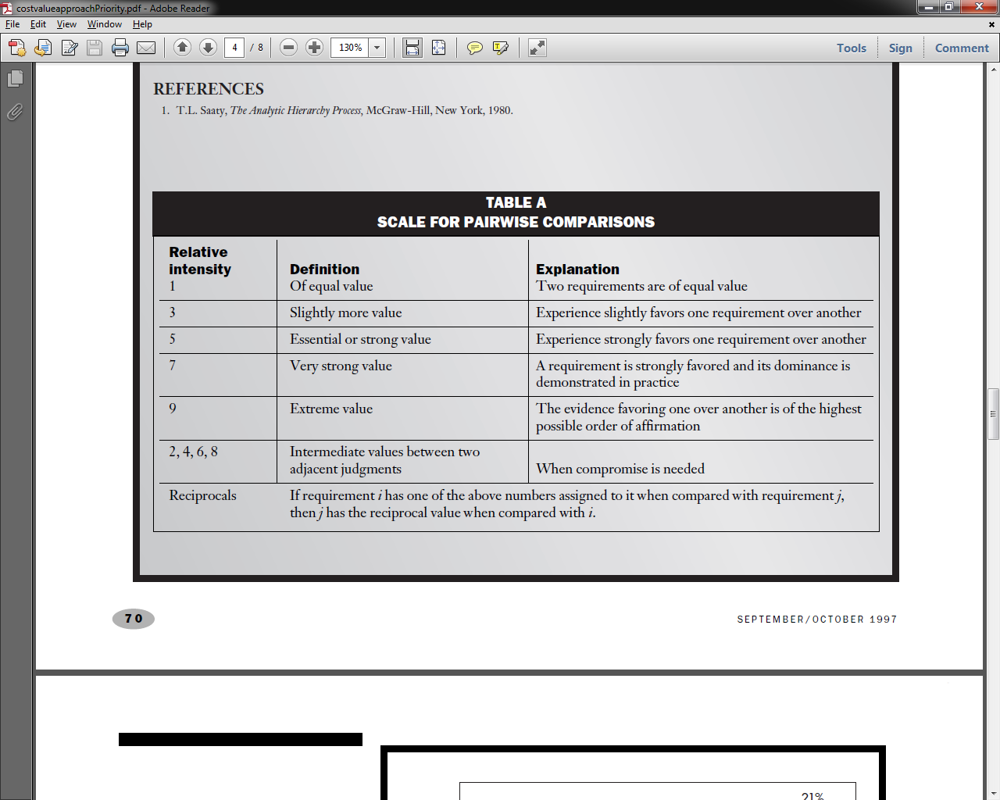 costvalueapproachPriority.pdf - Adobe Reader
File Edit View Window Help
4 / 8 130% Tools Sign Comment
REFERENCES
1. T.L. Saaty, The Analytic Hierarchy Process, McGraw-Hill, New York, 1980.
TABLE A
SCALE FOR PAIRWISE COMPARISONS
Relative
intensity Definition Explanation
1 Of equal value Two requirements are of equal value
3 Slightly more value Experience slightly favors one requirement over another
5 Essential or strong value Experience strongly favors one requirement over another
7 Very strong value A requirement is strongly favored and its dominance is
demonstrated in practice
9 Extreme value The evidence favoring one over another is of the highest
possible order of affirmation
2, 4, 6, 8 Intermediate values between two
adjacent judgments When compromise is needed
Reciprocals If requirement i has one of the above numbers assigned to it when compared with requirement j,
then j has the reciprocal value when compared with i.
70 SEPTEMBER/OCTOBER 1997
21%